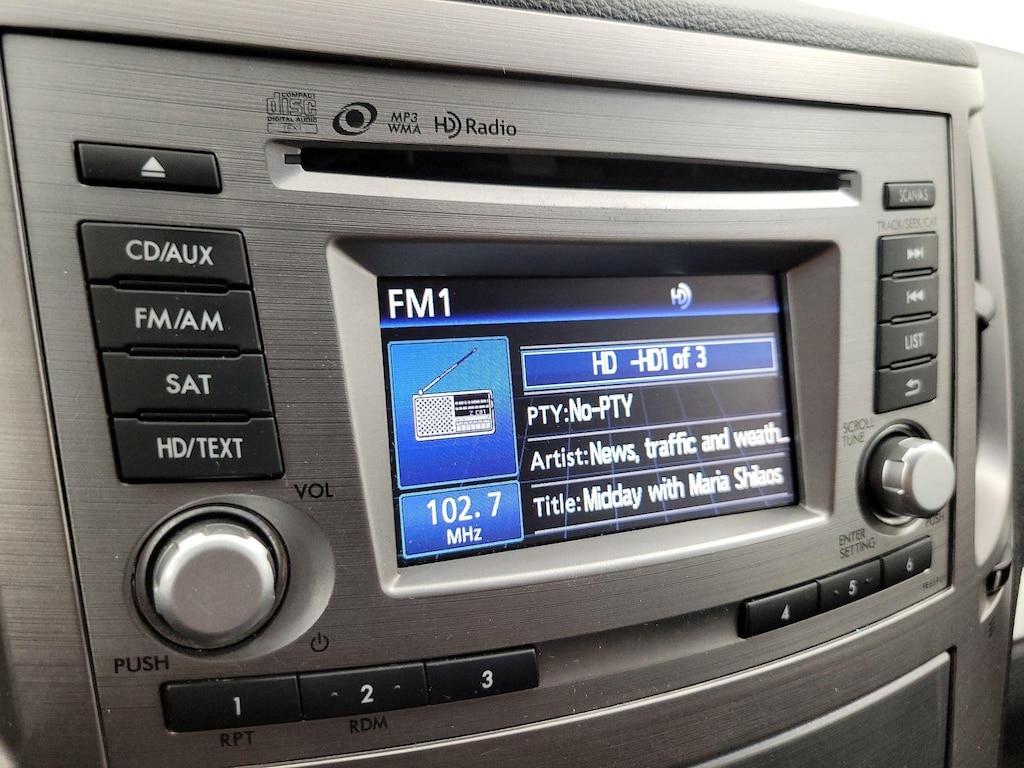 COMPACT
disc
DIGITAL AUDIO
TEXT
MP3
WMA
HD Radio
SCAN/AS
TRACK/SEEK/CAT
CD/AUX
FM/AM
SAT
HD/TEXT
LIST
FM1
HD
HD -HD1 of 3
PTY:No-PTY
Artist:News, traffic and weath...
Title:Midday with Maria Shilaos
102.7
MHz
VOL
PUSH
SCROLL
TUNE
PUSH
ENTER
SETTING
1
2
3
4
5
6
RPT
RDM